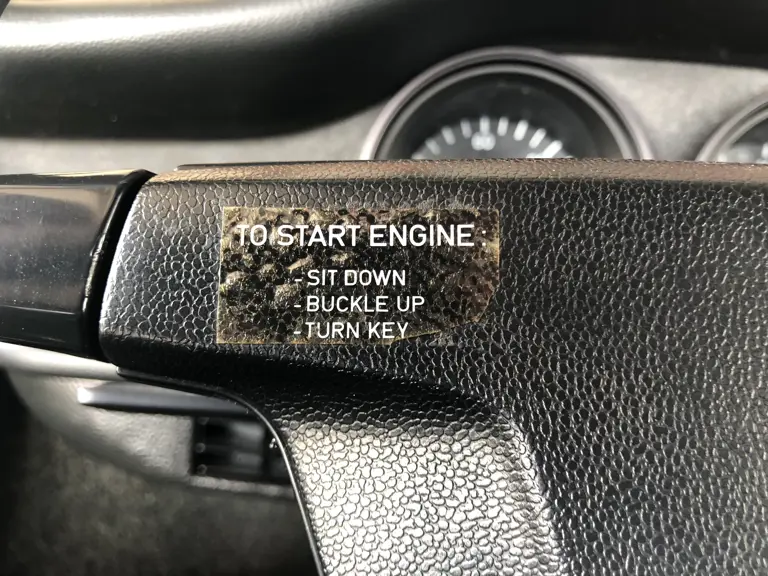 TO START ENGINE :
- SIT DOWN
- BUCKLE UP
- TURN KEY